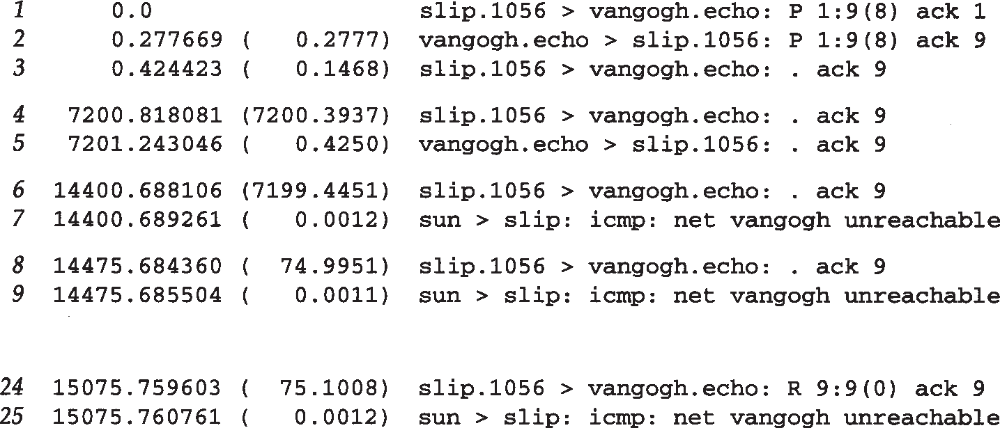 1 0.0 slip.1056 > vangogh.echo: P 1:9(8) ack 1
2 0.277669 ( 0.2777) vangogh.echo > slip.1056: P 1:9(8) ack 9
3 0.424423 ( 0.1468) slip.1056 > vangogh.echo: . ack 9
4 7200.818081 (7200.3937) slip.1056 > vangogh.echo: . ack 9
5 7201.243046 ( 0.4250) vangogh.echo > slip.1056: . ack 9
6 14400.688106 (7199.4451) slip.1056 > vangogh.echo: . ack 9
7 14400.689261 ( 0.0012) sun > slip: icmp: net vangogh unreachable
8 14475.684360 ( 74.9951) slip.1056 > vangogh.echo: . ack 9
9 14475.685504 ( 0.0011) sun > slip: icmp: net vangogh unreachable
24 15075.759603 ( 75.1008) slip.1056 > vangogh.echo: R 9:9(0) ack 9
25 15075.760761 ( 0.0012) sun > slip: icmp: net vangogh unreachable